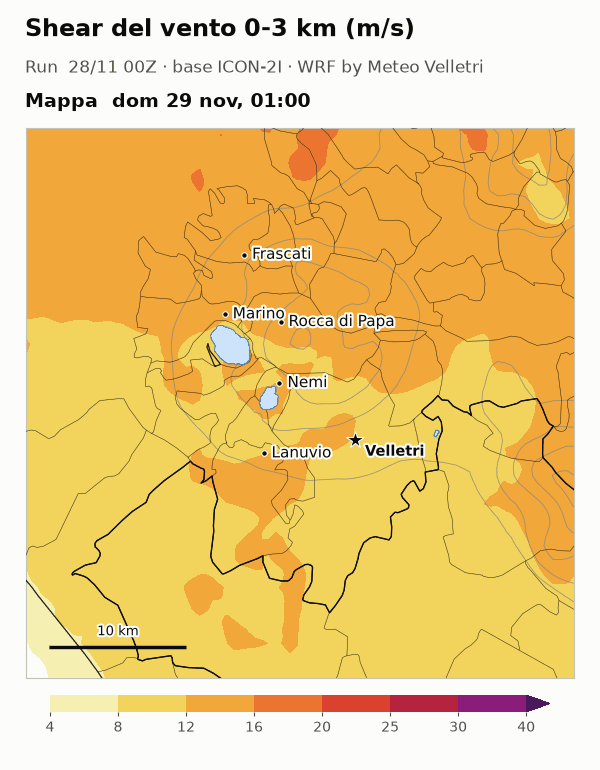 Shear del vento 0-3 km (m/s)
Run  28/11 00Z · base ICON-2I · WRF by Meteo Velletri
Mappa  dom 29 nov, 01:00
Frascati
Marino
Rocca di Papa
Nemi
Velletri
Lanuvio
10 km
4 8 12 16 20 25 30 40